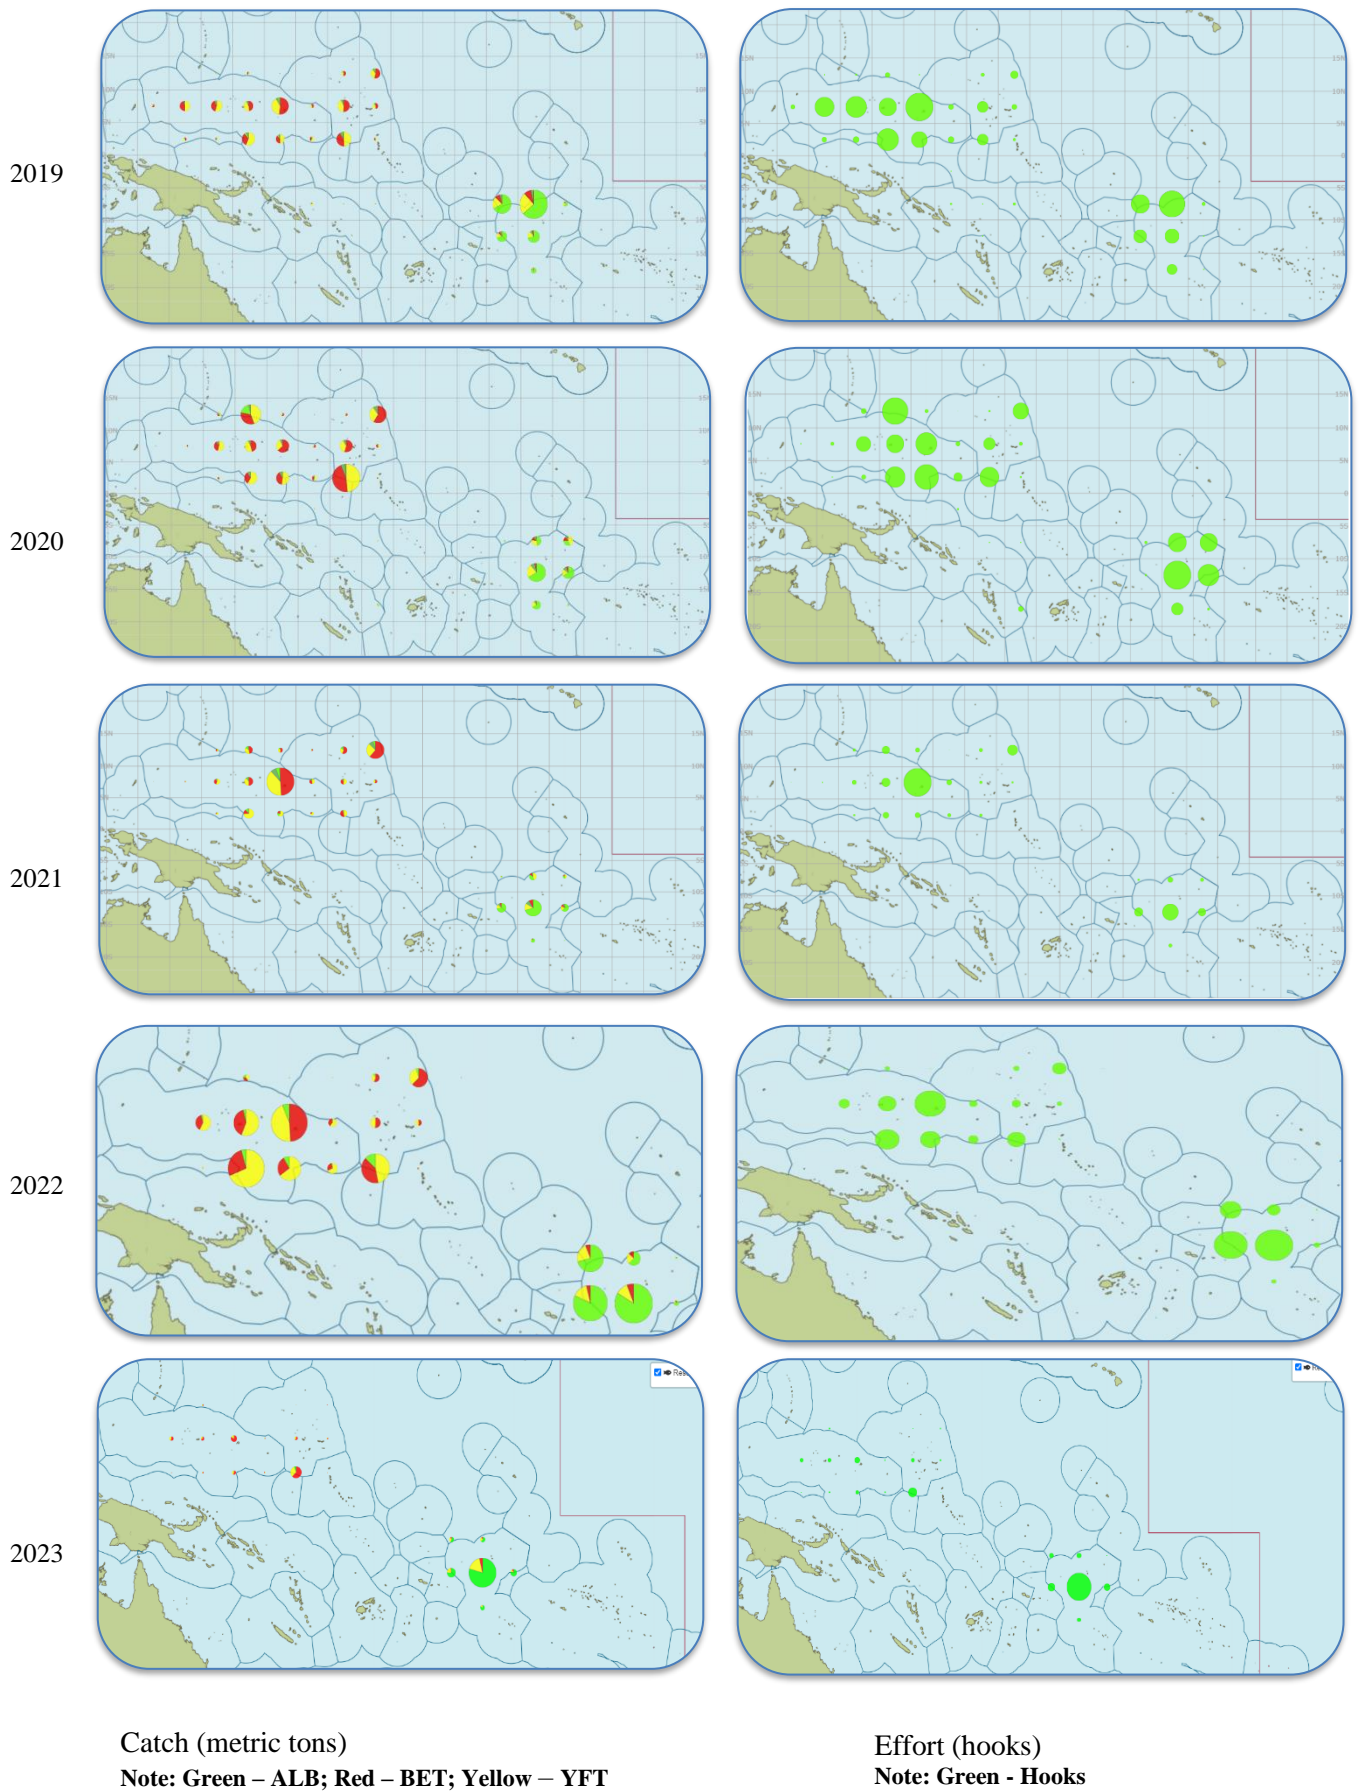 2019
2020
2021
2022
2023
Catch (metric tons)
Note: Green – ALB; Red – BET; Yellow – YFT
Effort (hooks)
Note: Green - Hooks